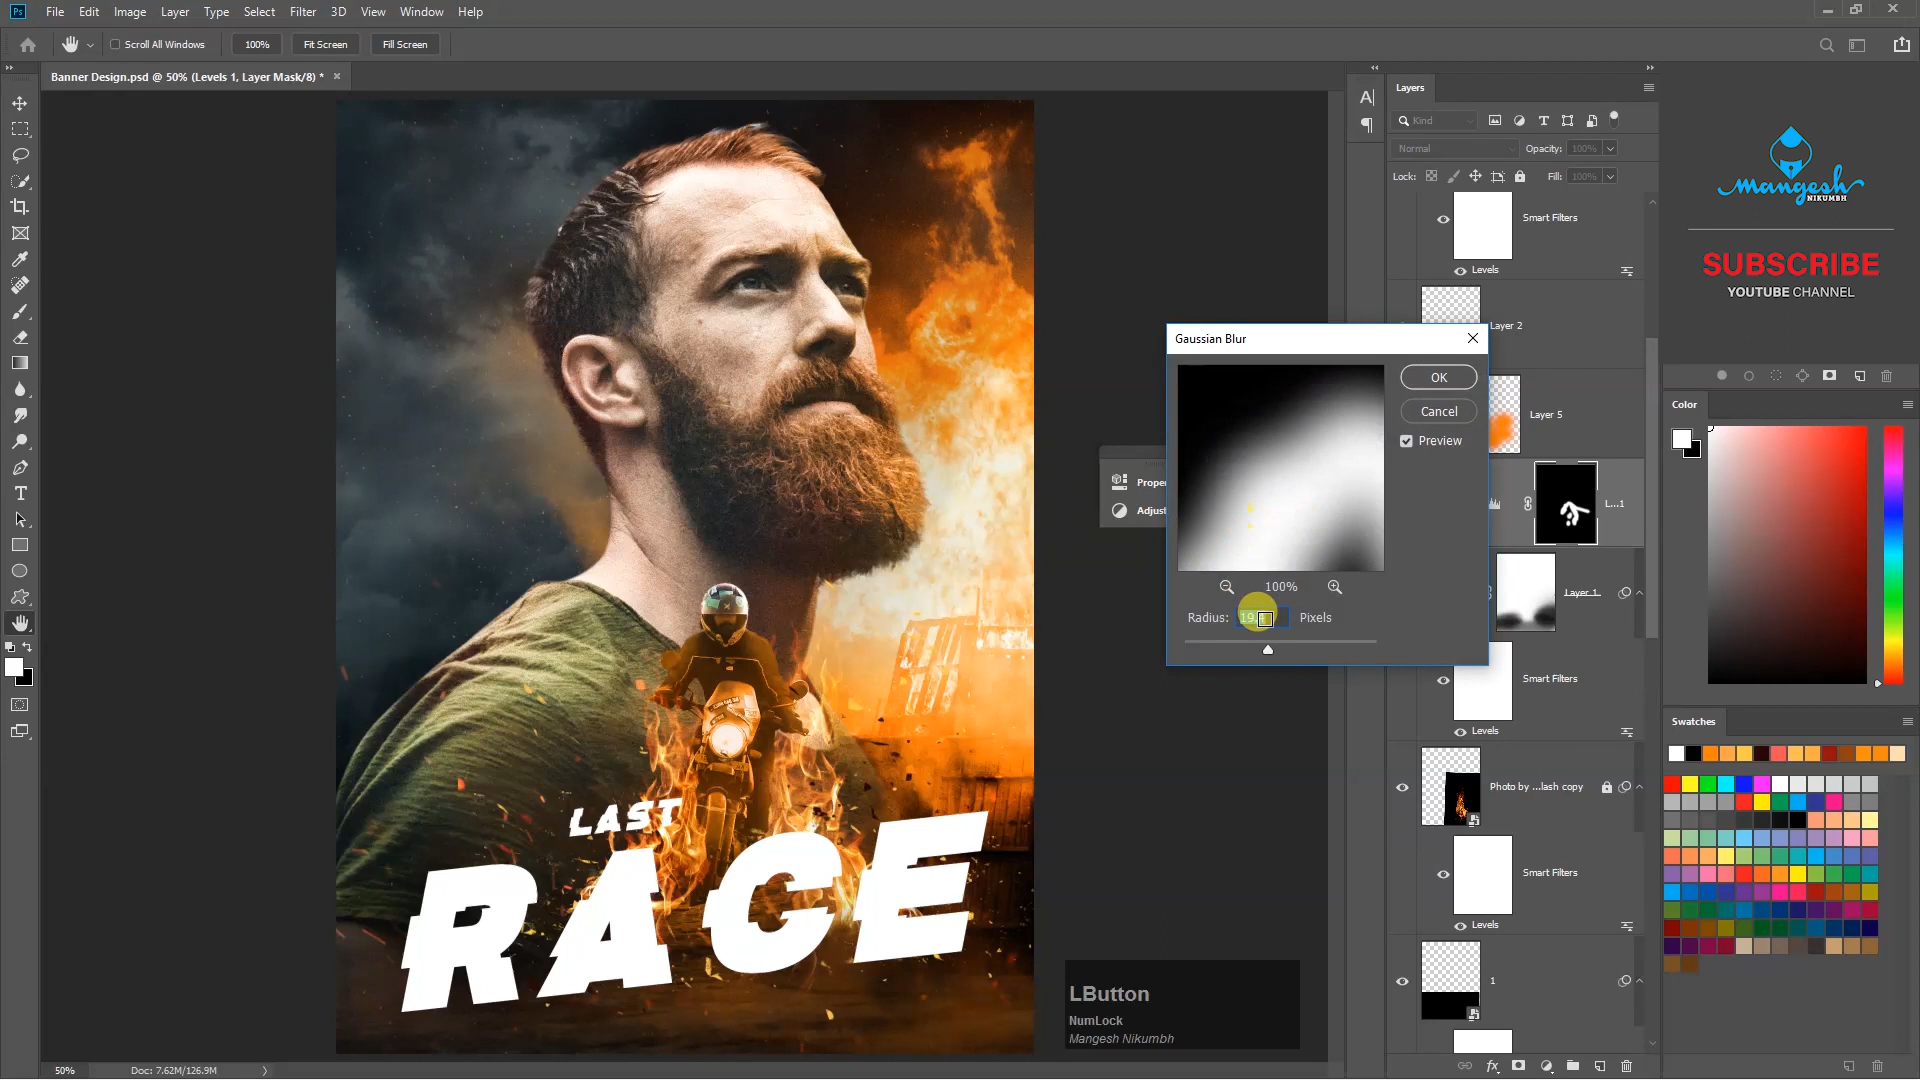 Ps File Edit Image Layer Type Select Filter 3D View Window Help
Scroll All Windows 100% Fit Screen Fill Screen
Banner Design.psd @ 50% (Levels 1, Layer Mask/8) *
LAST
RACE
Gaussian Blur
OK
Cancel
Preview
100%
Radius: 19.4 Pixels
Proper
Adjust
LButton
NumLock
Mangesh Nikumbh
50% Doc: 7.62M/126.9M
Layers
Kind
Normal Opacity: 100%
Lock: Fill: 100%
Smart Filters
Levels
Layer 2
Layer 5
L...1
Layer 1
Smart Filters
Levels
Photo by ...lash copy
Smart Filters
Levels
1
fx
mangesh
NIKUMBH
SUBSCRIBE
YOUTUBE CHANNEL
Color
Swatches